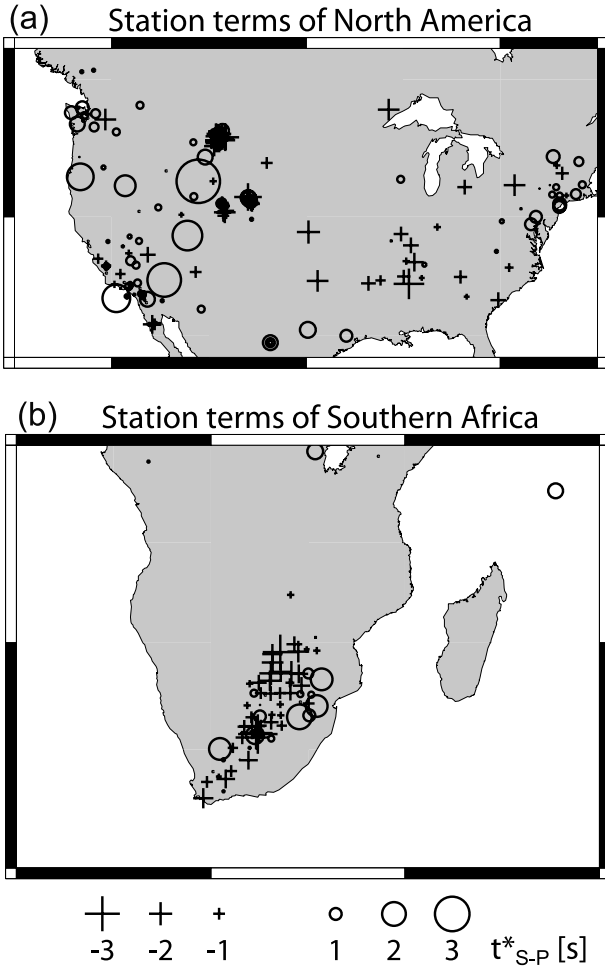 (a) Station terms of North America
(b) Station terms of Southern Africa
-3 -2 -1 1 2 3 t*S-P [s]